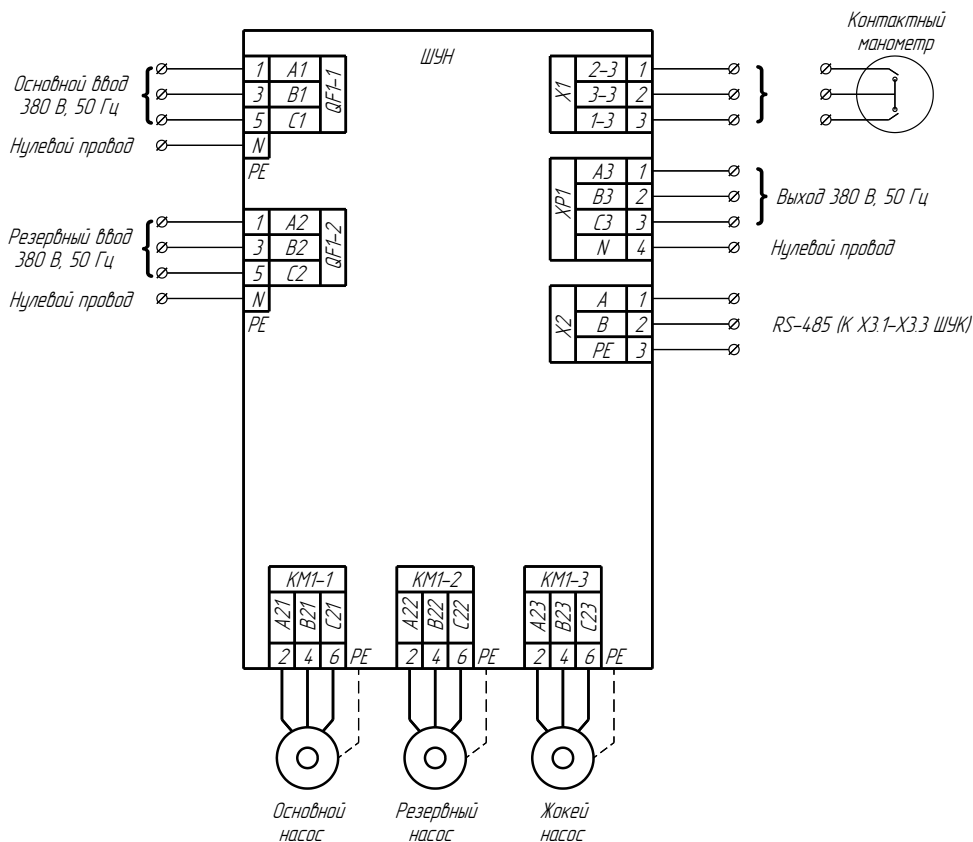 ШУН
Основной ввод
380 В, 50 Гц
1 A1
3 B1
5 C1
N
QF1-1
PE
Нулевой провод
Резервный ввод
380 В, 50 Гц
1 A2
3 B2
5 C2
N
QF1-2
PE
Нулевой провод
X1
2-3 1
3-3 2
1-3 3
Контактный
манометр
XP1
A3 1
B3 2
C3 3
N 4
Выход 380 В, 50 Гц
Нулевой провод
X2
A 1
B 2
PE 3
RS-485 (К X3.1-X3.3 ШУК)
KM1-1
A21 B21 C21
2 4 6 PE
KM1-2
A22 B22 C22
2 4 6 PE
KM1-3
A23 B23 C23
2 4 6 PE
Основной
насос
Резервный
насос
Жокей
насос